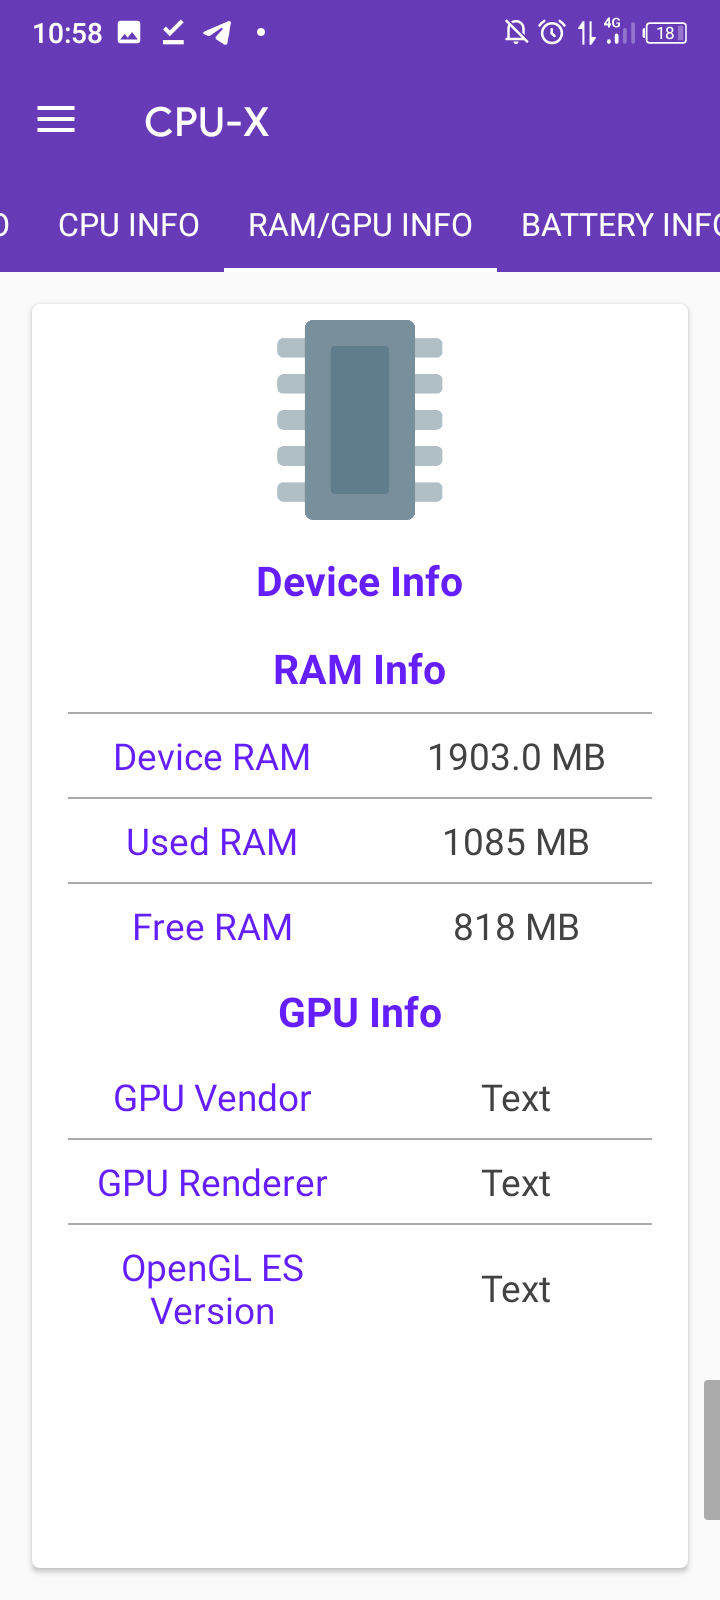 10:58
4G
18
CPU-X
CPU INFO RAM/GPU INFO BATTERY INFO
Device Info
RAM Info
Device RAM 1903.0 MB
Used RAM 1085 MB
Free RAM 818 MB
GPU Info
GPU Vendor Text
GPU Renderer Text
OpenGL ES
Version Text